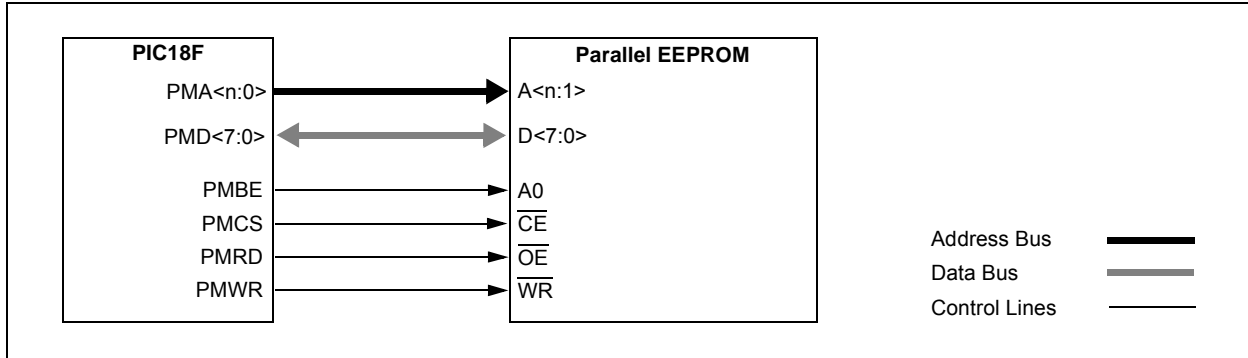 PIC18F
Parallel EEPROM
PMA<n:0>
A<n:1>
PMD<7:0>
D<7:0>
PMBE
A0
PMCS
CE
PMRD
OE
PMWR
WR
Address Bus
Data Bus
Control Lines